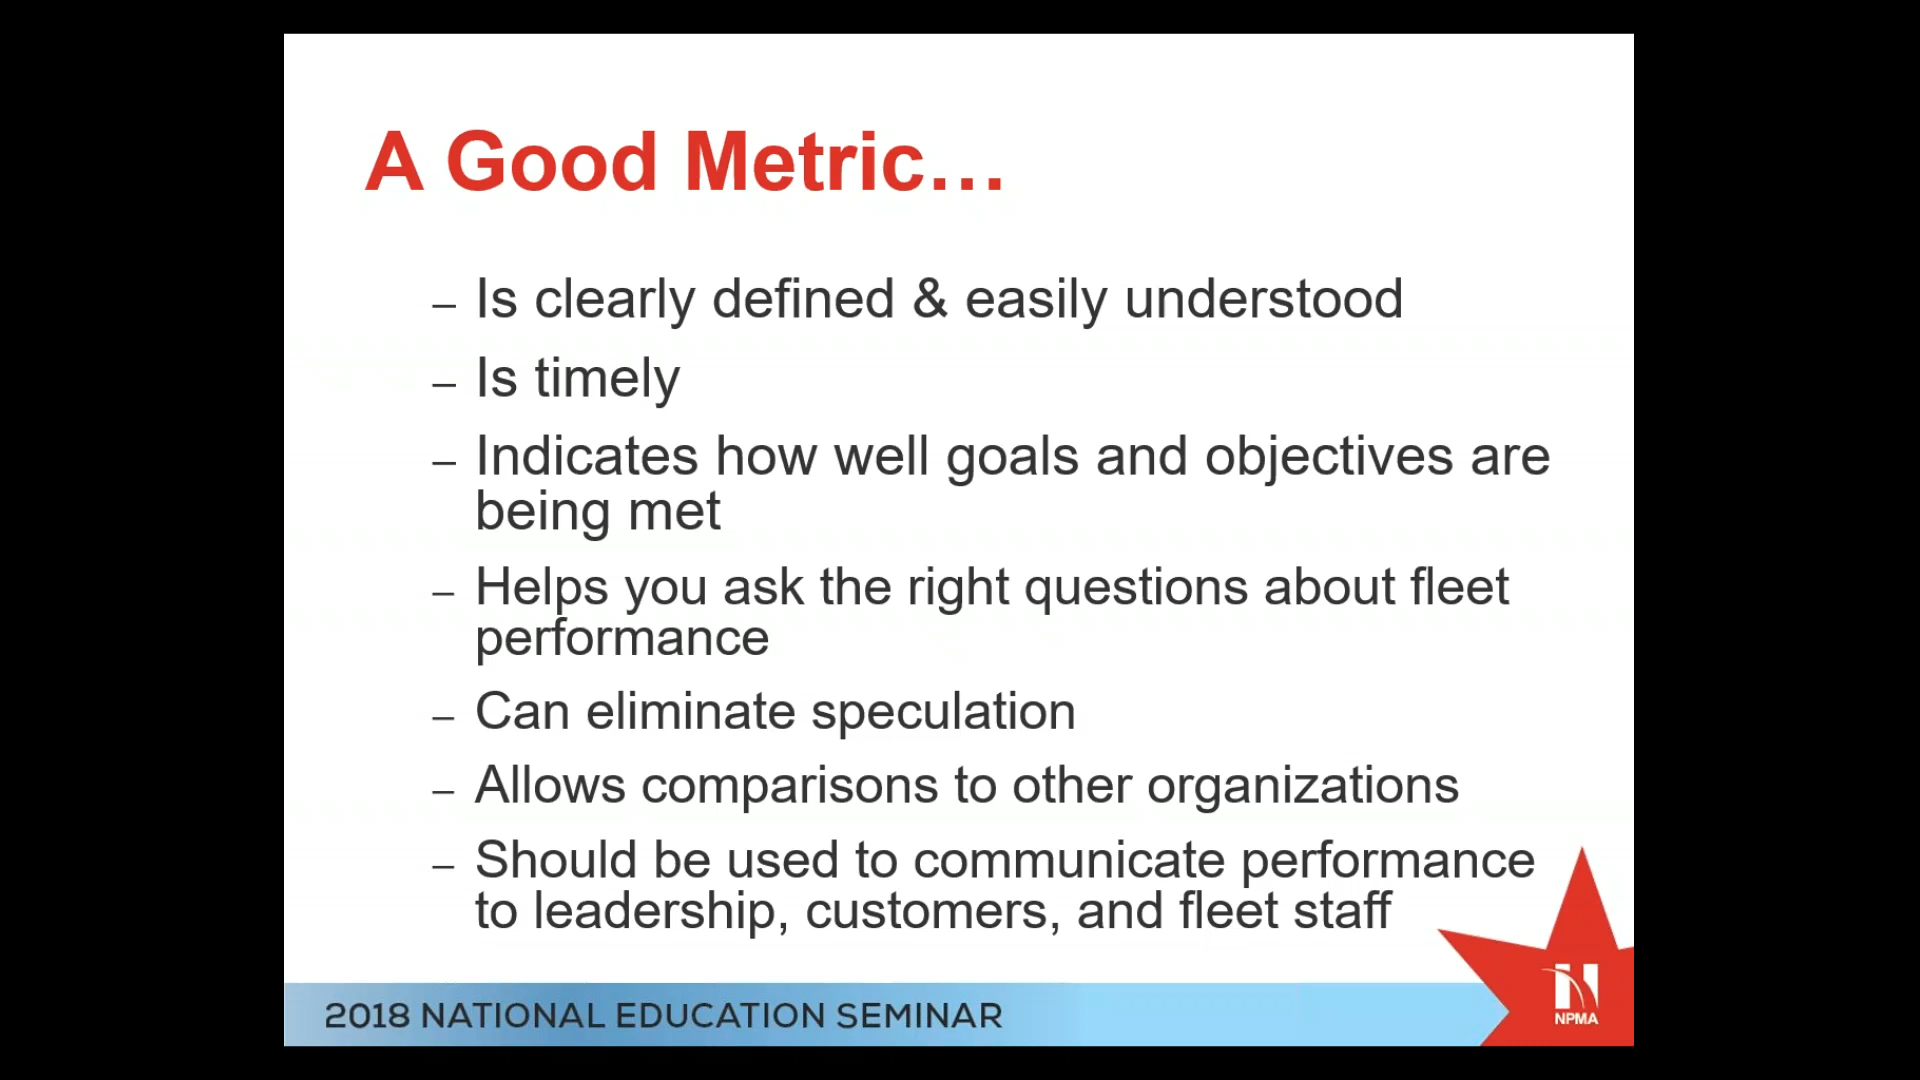 A Good Metric…
– Is clearly defined & easily understood
– Is timely
– Indicates how well goals and objectives are
being met
– Helps you ask the right questions about fleet
performance
– Can eliminate speculation
– Allows comparisons to other organizations
– Should be used to communicate performance
to leadership, customers, and fleet staff
2018 NATIONAL EDUCATION SEMINAR
N
NPMA